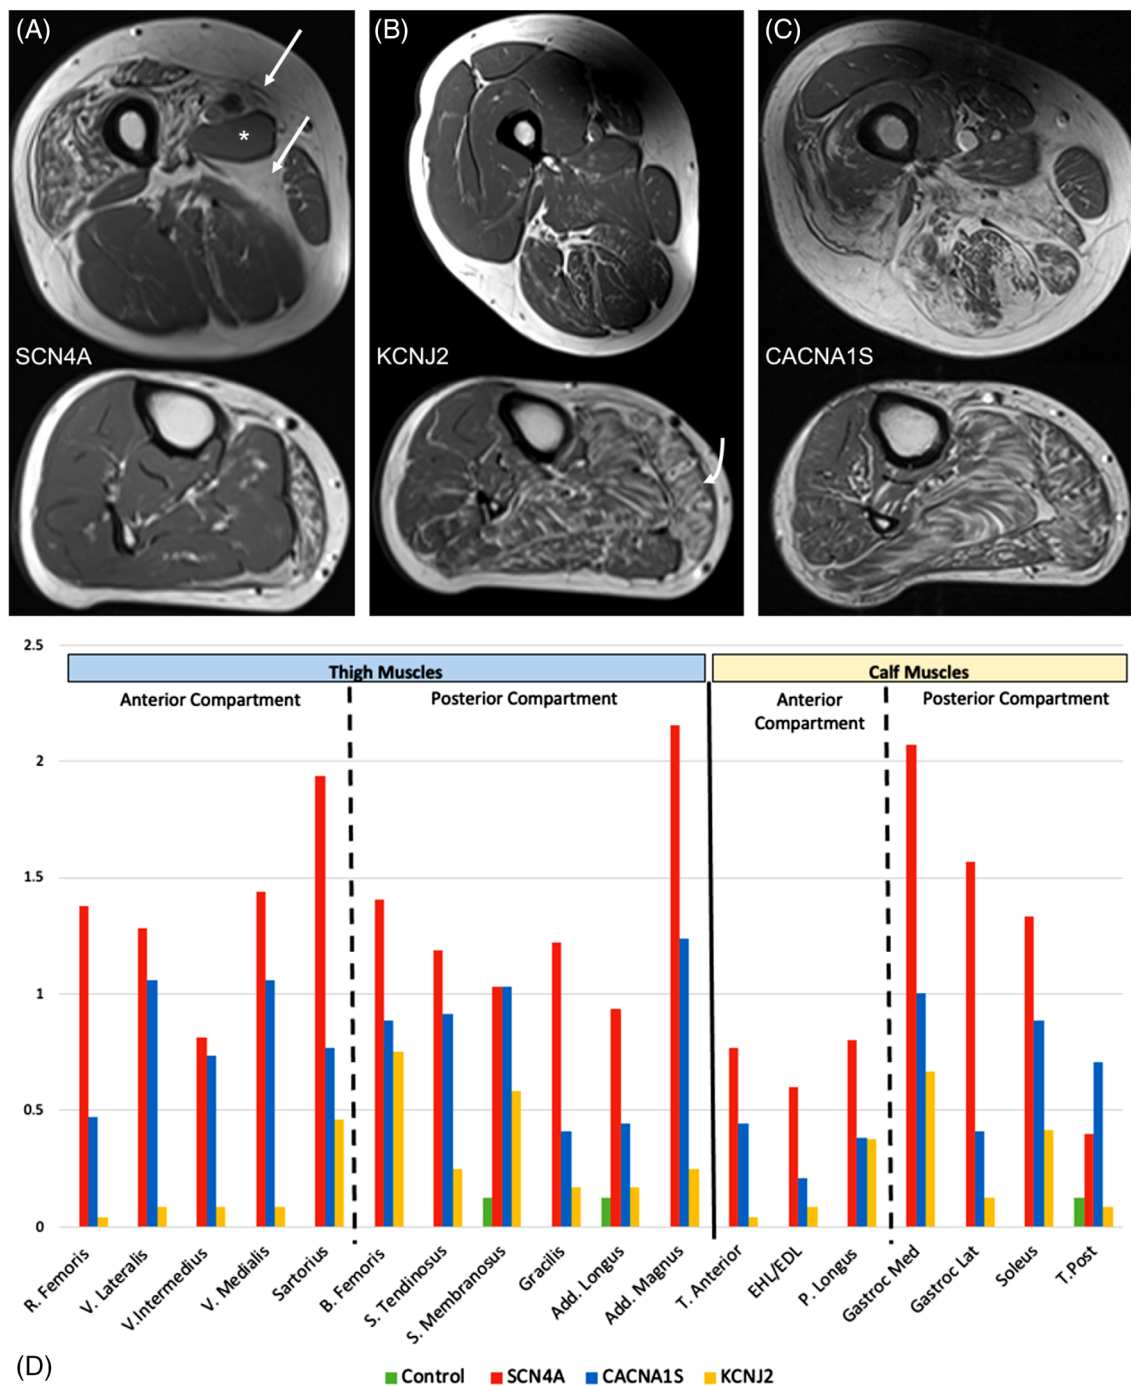 (A)
(B)
(C)
*
SCN4A
KCNJ2
CACNA1S
2.5
2
1.5
1
0.5
0
Thigh Muscles
Calf Muscles
Anterior Compartment
Posterior Compartment
Anterior
Compartment
Posterior Compartment
R. Femoris
V. Lateralis
V.Intermedius
V. Medialis
Sartorius
B. Femoris
S. Tendinosus
S. Membranosus
Gracilis
Add. Longus
Add. Magnus
T. Anterior
EHL/EDL
P. Longus
Gastroc Med
Gastroc Lat
Soleus
T.Post
(D)
Control SCN4A CACNA1S KCNJ2